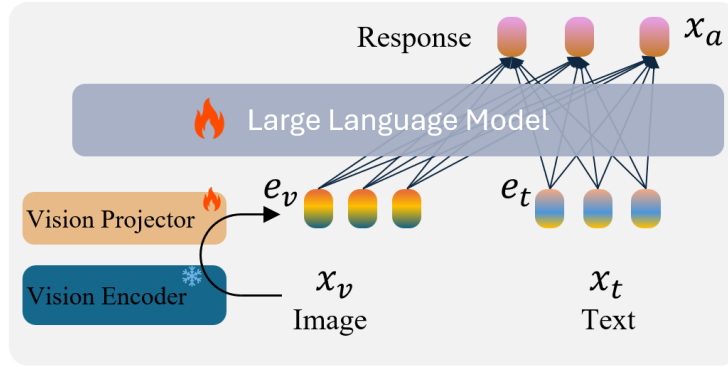 Response
x_a
Large Language Model
e_v
e_t
Vision Projector
Vision Encoder
x_v
x_t
Image
Text